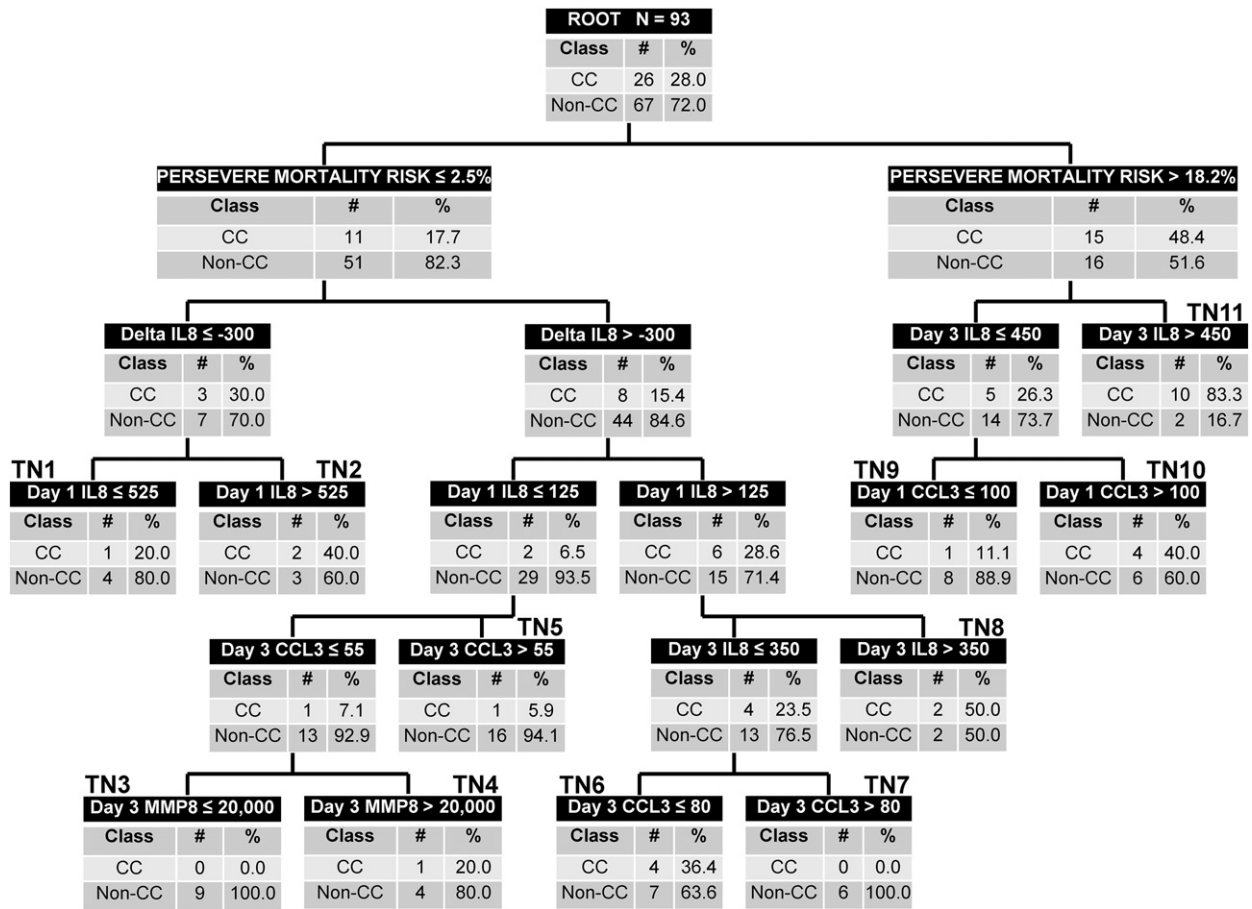 ROOT N = 93
Class # %
CC 26 28.0
Non-CC 67 72.0
PERSEVERE MORTALITY RISK ≤ 2.5%
Class # %
CC 11 17.7
Non-CC 51 82.3
PERSEVERE MORTALITY RISK > 18.2%
Class # %
CC 15 48.4
Non-CC 16 51.6
Delta IL8 ≤ -300
Class # %
CC 3 30.0
Non-CC 7 70.0
Delta IL8 > -300
Class # %
CC 8 15.4
Non-CC 44 84.6
Day 3 IL8 ≤ 450
Class # %
CC 5 26.3
Non-CC 14 73.7
TN11
Day 3 IL8 > 450
Class # %
CC 10 83.3
Non-CC 2 16.7
TN1
Day 1 IL8 ≤ 525
Class # %
CC 1 20.0
Non-CC 4 80.0
TN2
Day 1 IL8 > 525
Class # %
CC 2 40.0
Non-CC 3 60.0
Day 1 IL8 ≤ 125
Class # %
CC 2 6.5
Non-CC 29 93.5
Day 1 IL8 > 125
Class # %
CC 6 28.6
Non-CC 15 71.4
TN9
Day 1 CCL3 ≤ 100
Class # %
CC 1 11.1
Non-CC 8 88.9
TN10
Day 1 CCL3 > 100
Class # %
CC 4 40.0
Non-CC 6 60.0
Day 3 CCL3 ≤ 55
Class # %
CC 1 7.1
Non-CC 13 92.9
TN5
Day 3 CCL3 > 55
Class # %
CC 1 5.9
Non-CC 16 94.1
Day 3 IL8 ≤ 350
Class # %
CC 4 23.5
Non-CC 13 76.5
TN8
Day 3 IL8 > 350
Class # %
CC 2 50.0
Non-CC 2 50.0
TN3
Day 3 MMP8 ≤ 20,000
Class # %
CC 0 0.0
Non-CC 9 100.0
TN4
Day 3 MMP8 > 20,000
Class # %
CC 1 20.0
Non-CC 4 80.0
TN6
Day 3 CCL3 ≤ 80
Class # %
CC 4 36.4
Non-CC 7 63.6
TN7
Day 3 CCL3 > 80
Class # %
CC 0 0.0
Non-CC 6 100.0